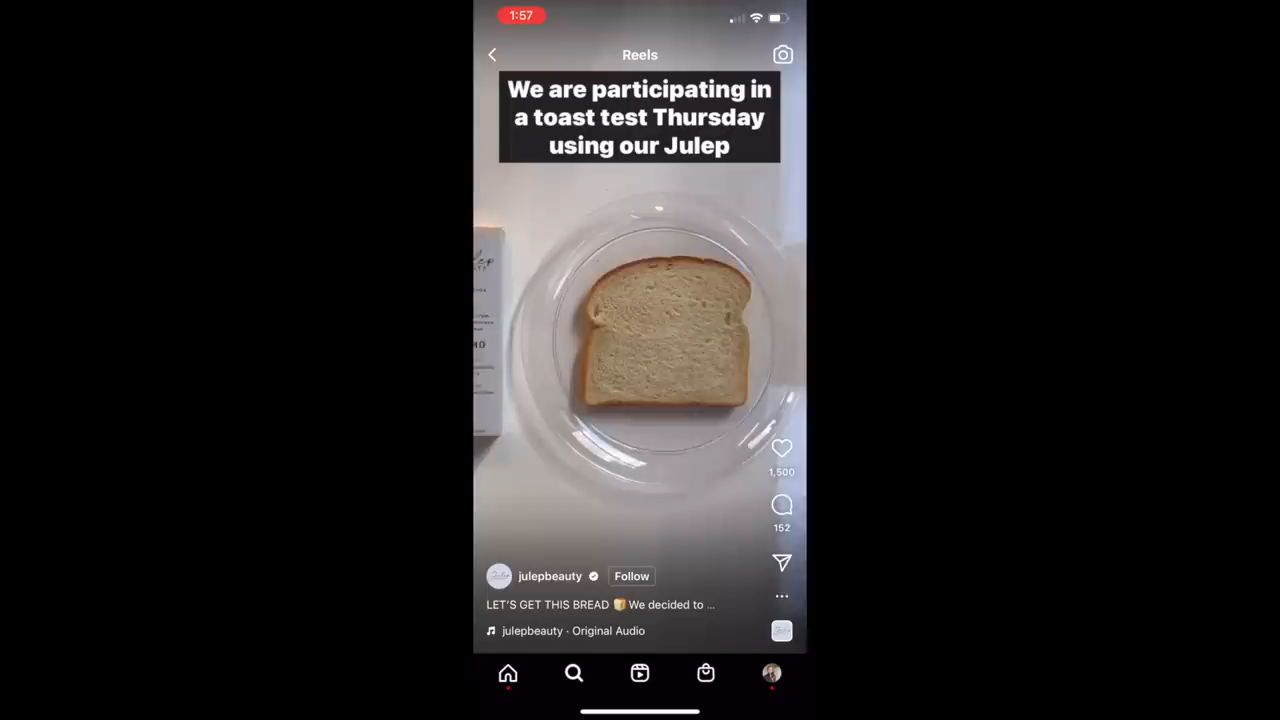 1:57
Reels
We are participating in
a toast test Thursday
using our Julep
1,500
152
julepbeauty
Follow
LET'S GET THIS BREAD 🍞 We decided to ...
julepbeauty · Original Audio